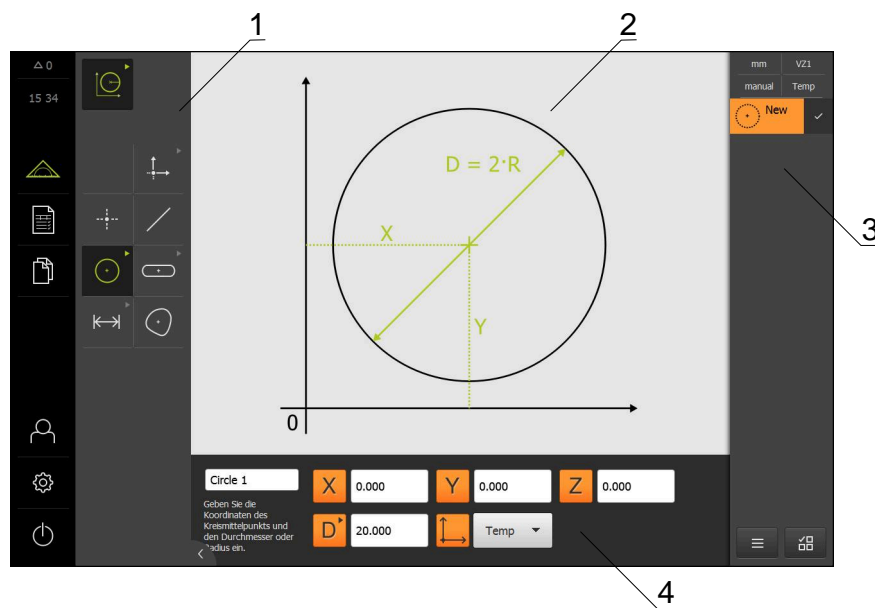 1
2
△ 0
15 34
mm
VZ1
manual
Temp
New
D = 2·R
X
3
Y
0
Circle 1
X
0.000
Y
0.000
Z
0.000
Geben Sie die
Koordinaten des
Kreismittelpunkts und
den Durchmesser oder
Radius ein.
D
20.000
Temp
4